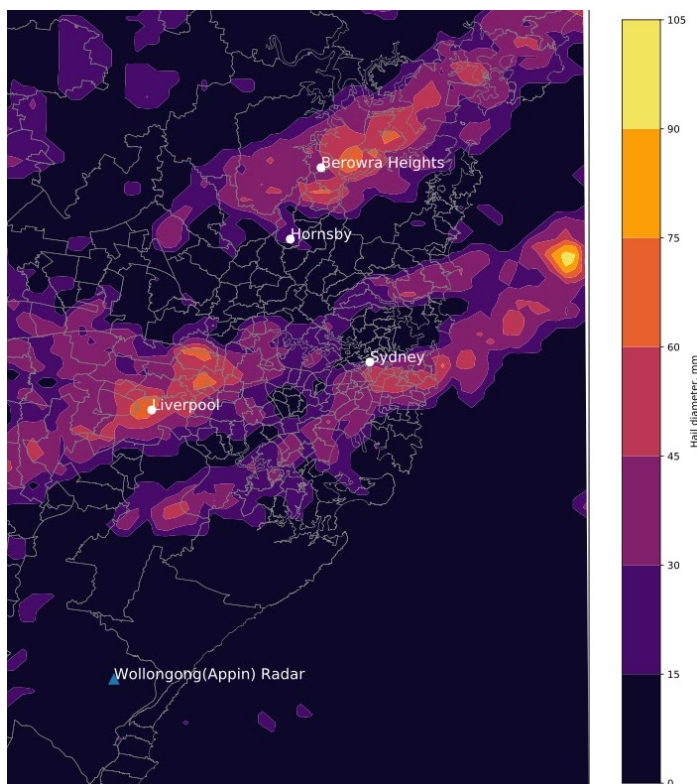 Berowra Heights
Hornsby
Sydney
Liverpool
Wollongong(Appin) Radar
105
90
75
60
45
30
15
0
Hail diameter, mm